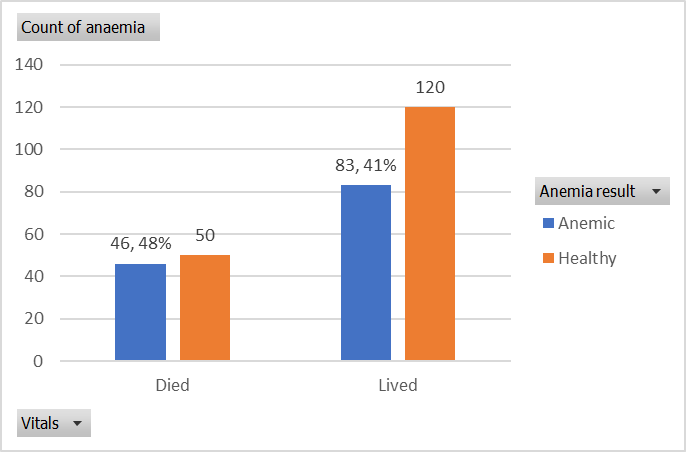 Count of anaemia
140
120
100
80
60
40
20
0
46, 48%
50
83, 41%
120
Died
Lived
Anemia result
Anemic
Healthy
Vitals